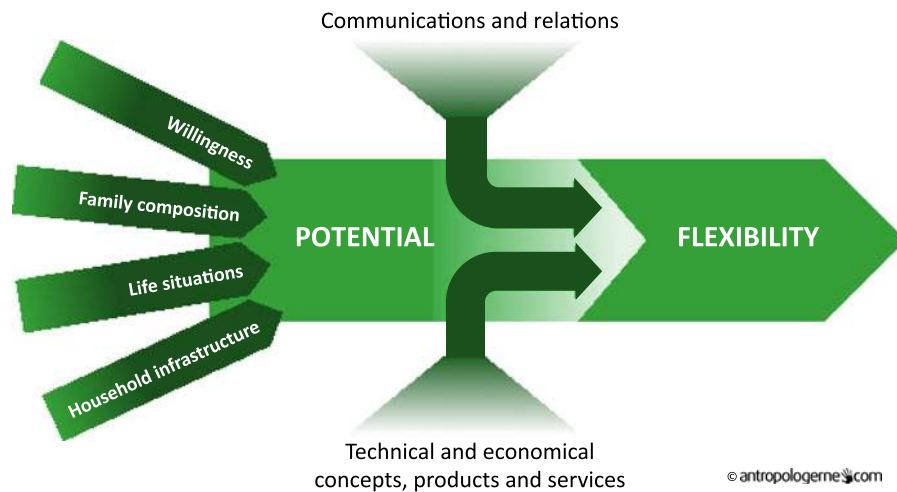 Communications and relations
Willingness
Family composition
Life situations
Household infrastructure
POTENTIAL
FLEXIBILITY
Technical and economical
concepts, products and services
© antropologerne.com